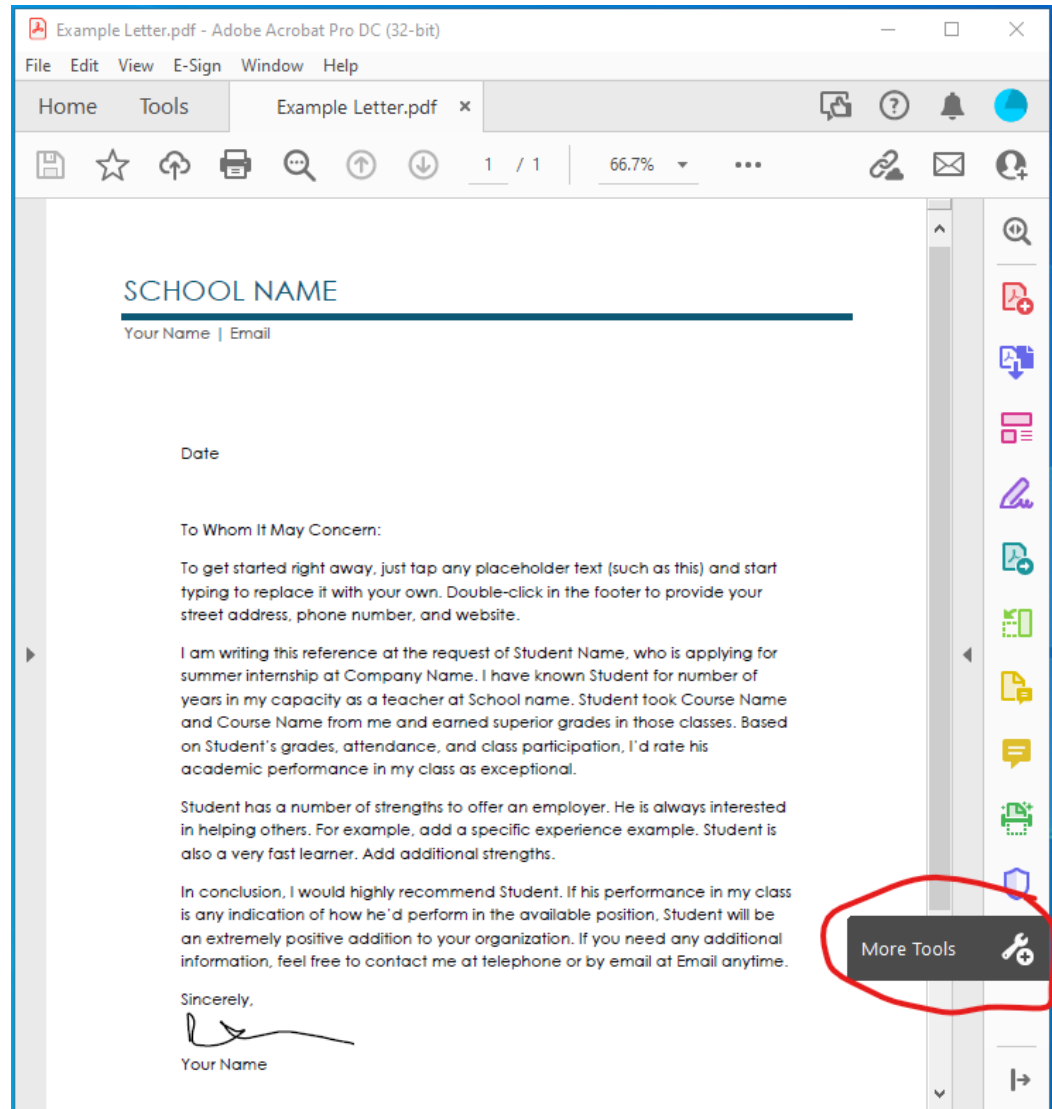 Example Letter.pdf - Adobe Acrobat Pro DC (32-bit)
File Edit View E-Sign Window Help
Home Tools Example Letter.pdf ×
1 / 1 66.7%
SCHOOL NAME
Your Name | Email
Date
To Whom It May Concern:
To get started right away, just tap any placeholder text (such as this) and start
typing to replace it with your own. Double-click in the footer to provide your
street address, phone number, and website.
I am writing this reference at the request of Student Name, who is applying for
summer internship at Company Name. I have known Student for number of
years in my capacity as a teacher at School name. Student took Course Name
and Course Name from me and earned superior grades in those classes. Based
on Student's grades, attendance, and class participation, I'd rate his
academic performance in my class as exceptional.
Student has a number of strengths to offer an employer. He is always interested
in helping others. For example, add a specific experience example. Student is
also a very fast learner. Add additional strengths.
In conclusion, I would highly recommend Student. If his performance in my class
is any indication of how he'd perform in the available position, Student will be
an extremely positive addition to your organization. If you need any additional
information, feel free to contact me at telephone or by email at Email anytime.
More Tools
Sincerely,
Your Name